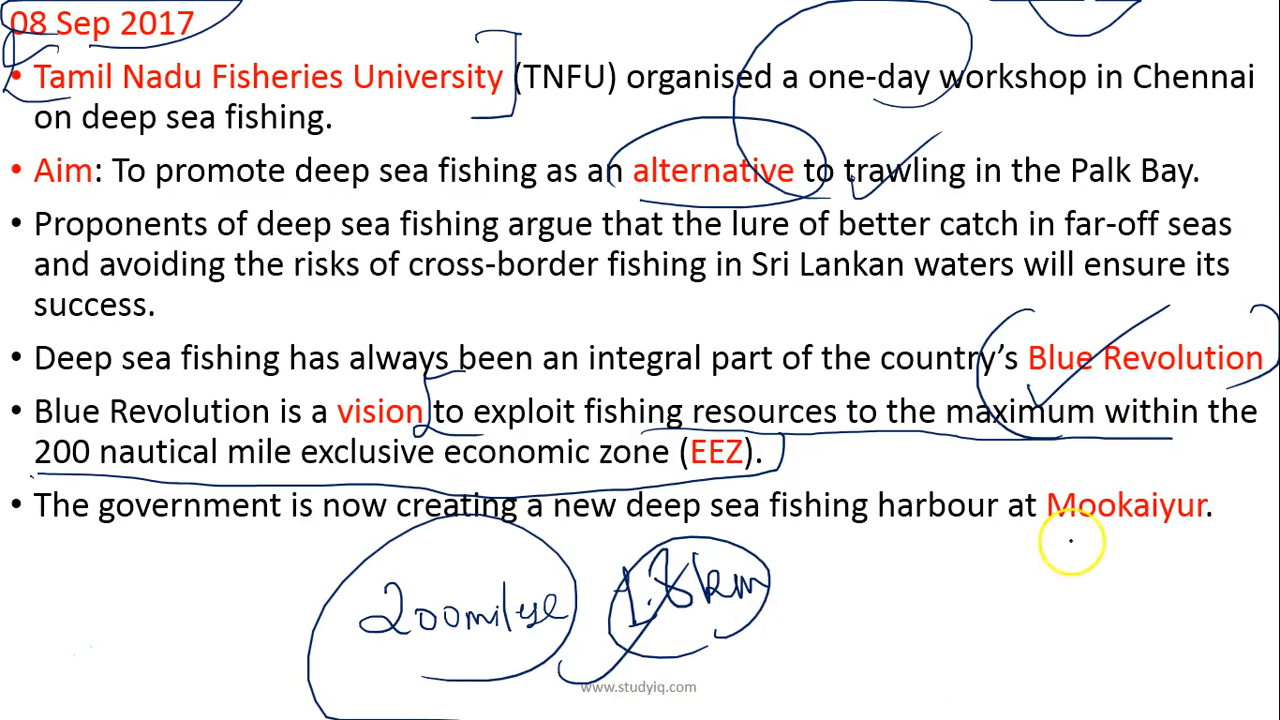 08 Sep 2017
• Tamil Nadu Fisheries University (TNFU) organised a one-day workshop in Chennai
on deep sea fishing.
• Aim: To promote deep sea fishing as an alternative to trawling in the Palk Bay.
• Proponents of deep sea fishing argue that the lure of better catch in far-off seas
and avoiding the risks of cross-border fishing in Sri Lankan waters will ensure its
success.
• Deep sea fishing has always been an integral part of the country’s Blue Revolution
• Blue Revolution is a vision to exploit fishing resources to the maximum within the
200 nautical mile exclusive economic zone (EEZ).
• The government is now creating a new deep sea fishing harbour at Mookaiyur.
200 1.8km
www.studyiq.com